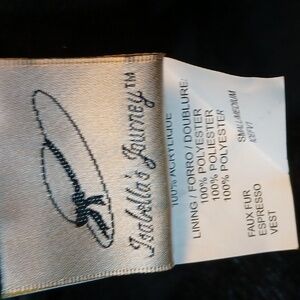 Isabella's Journey™
100% ACRYLIQUE
LINING / FORRO / DOUBLURE:
100% POLYESTER
100% POLYESTER
100% POLYESTER
SMALL/MEDIUM
FAUX FUR
ESPRESSO
VEST